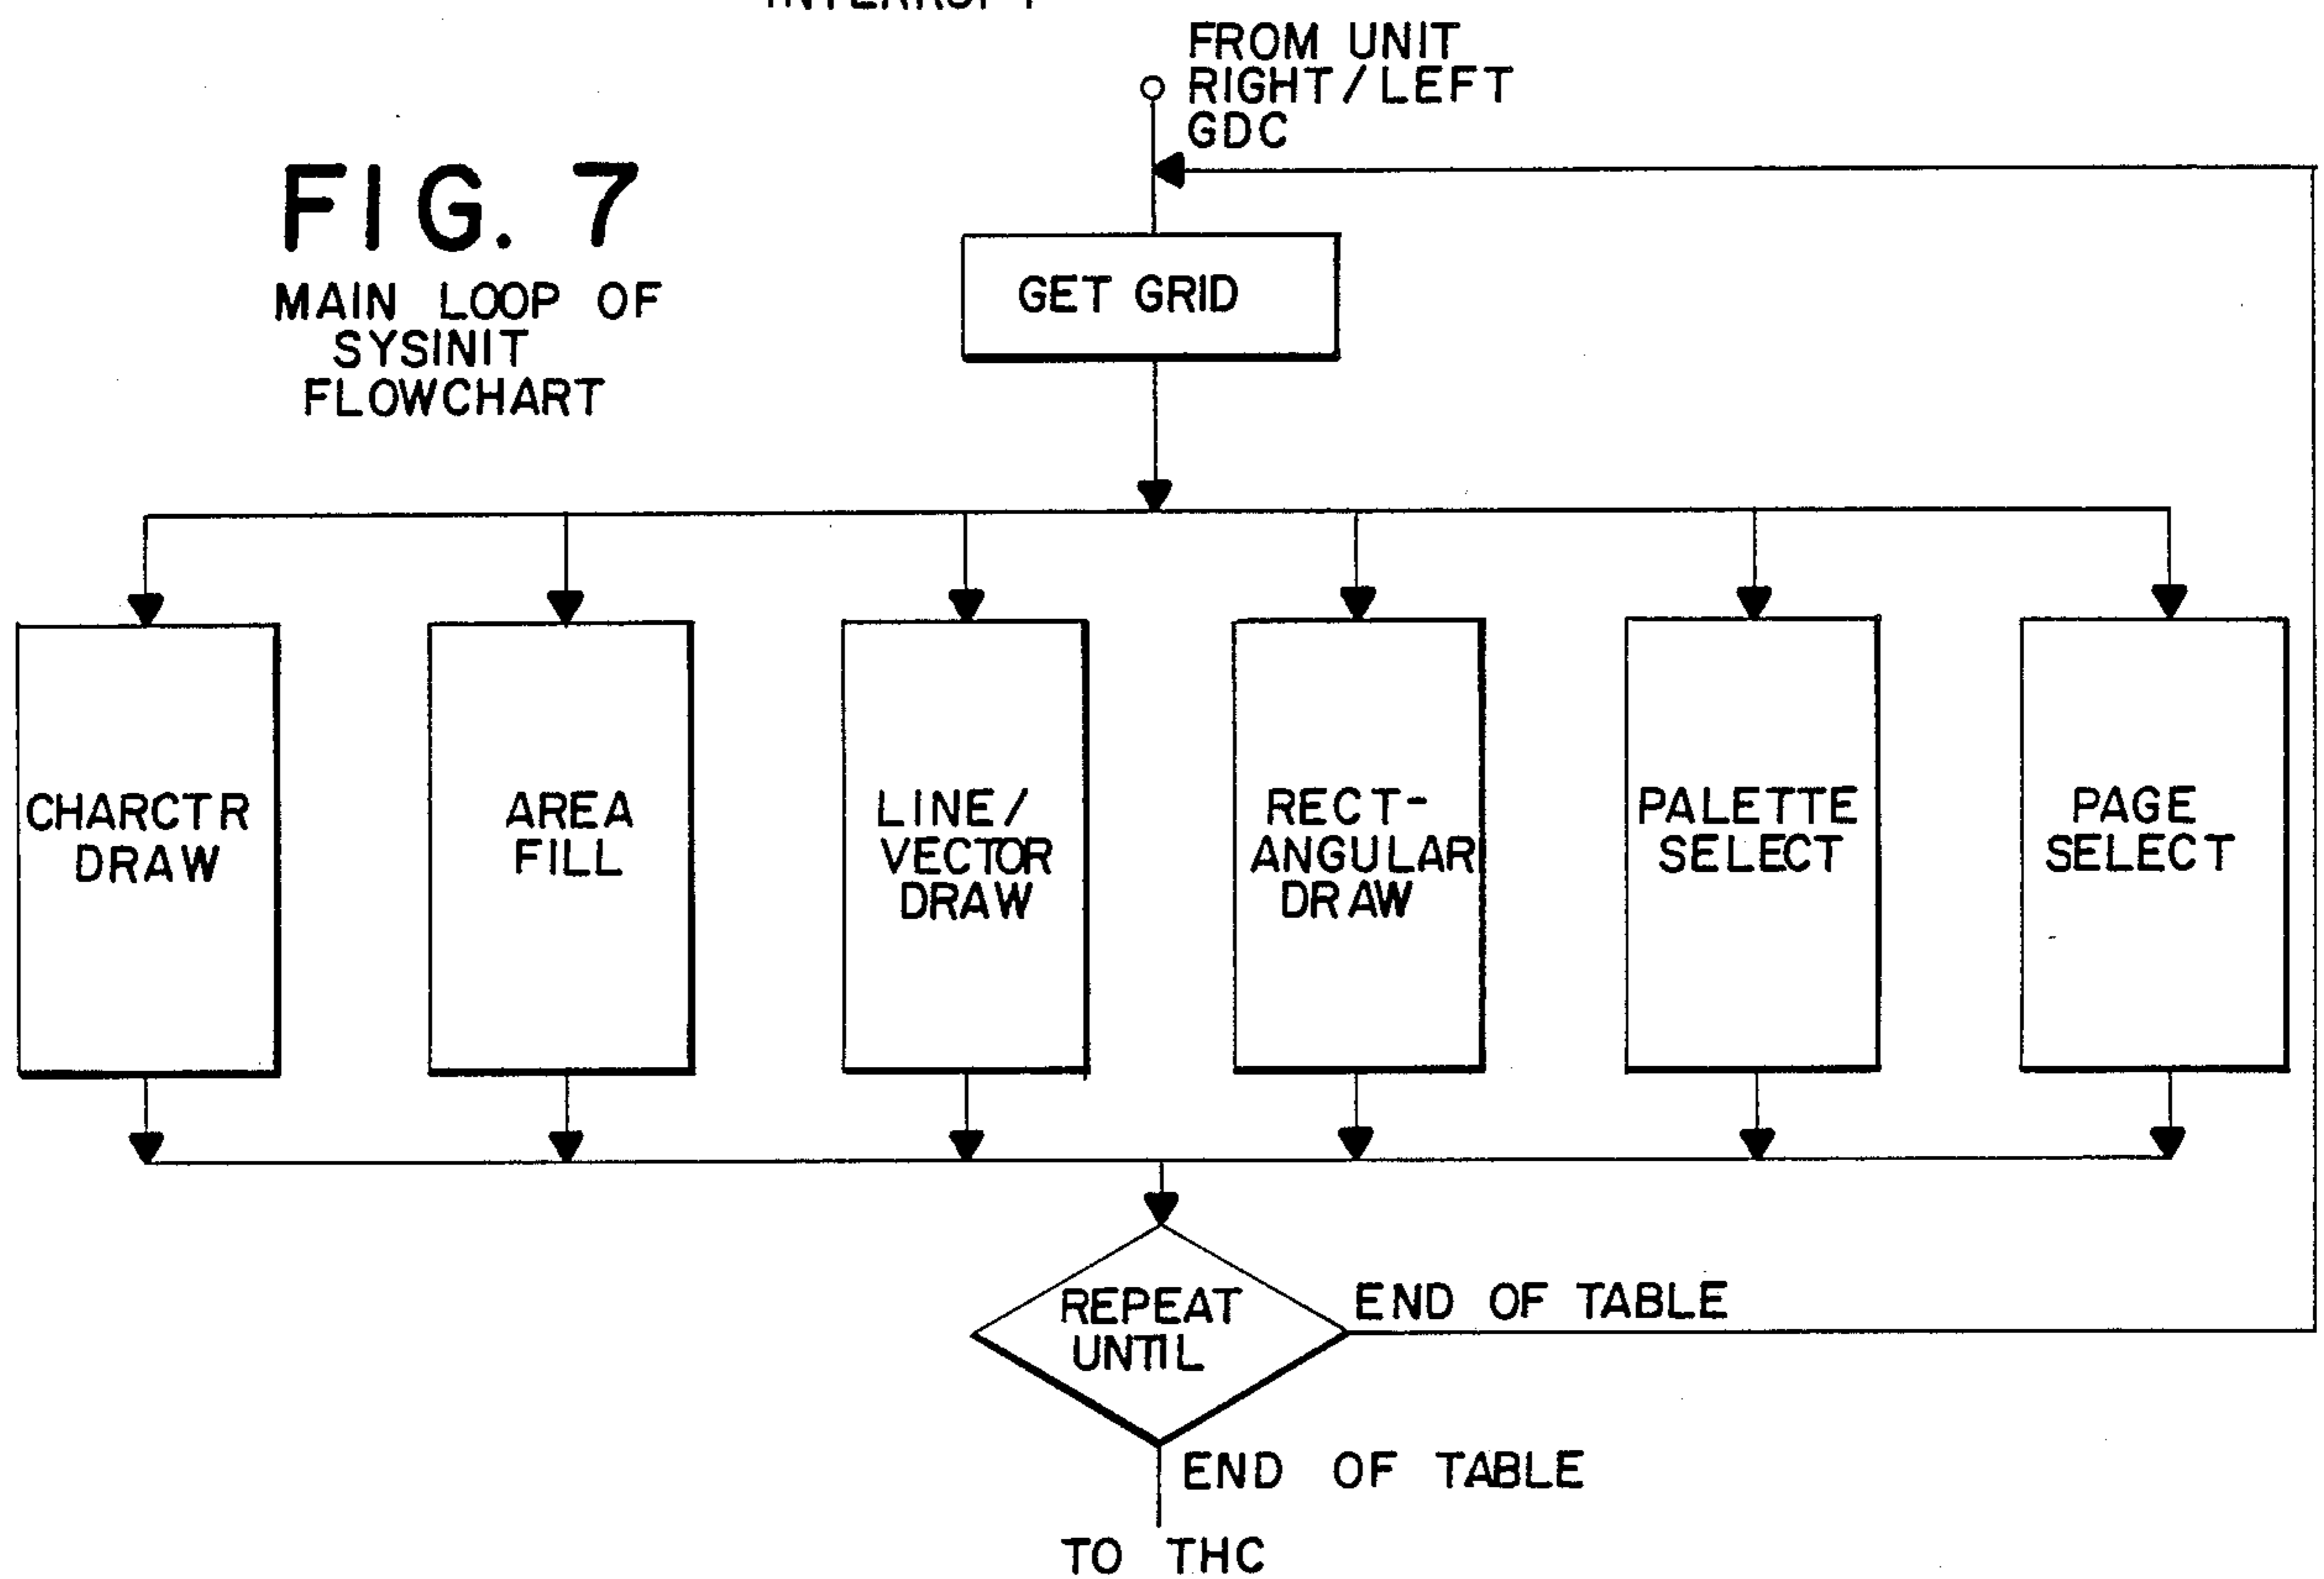 FROM UNIT
RIGHT/LEFT
GDC
FIG. 7
MAIN LOOP OF
SYSINIT
FLOWCHART
GET GRID
CHARCTR
DRAW
AREA
FILL
LINE/
VECTOR
DRAW
RECT-
ANGULAR
DRAW
PALETTE
SELECT
PAGE
SELECT
REPEAT
UNTIL
END OF TABLE
END OF TABLE
TO THC